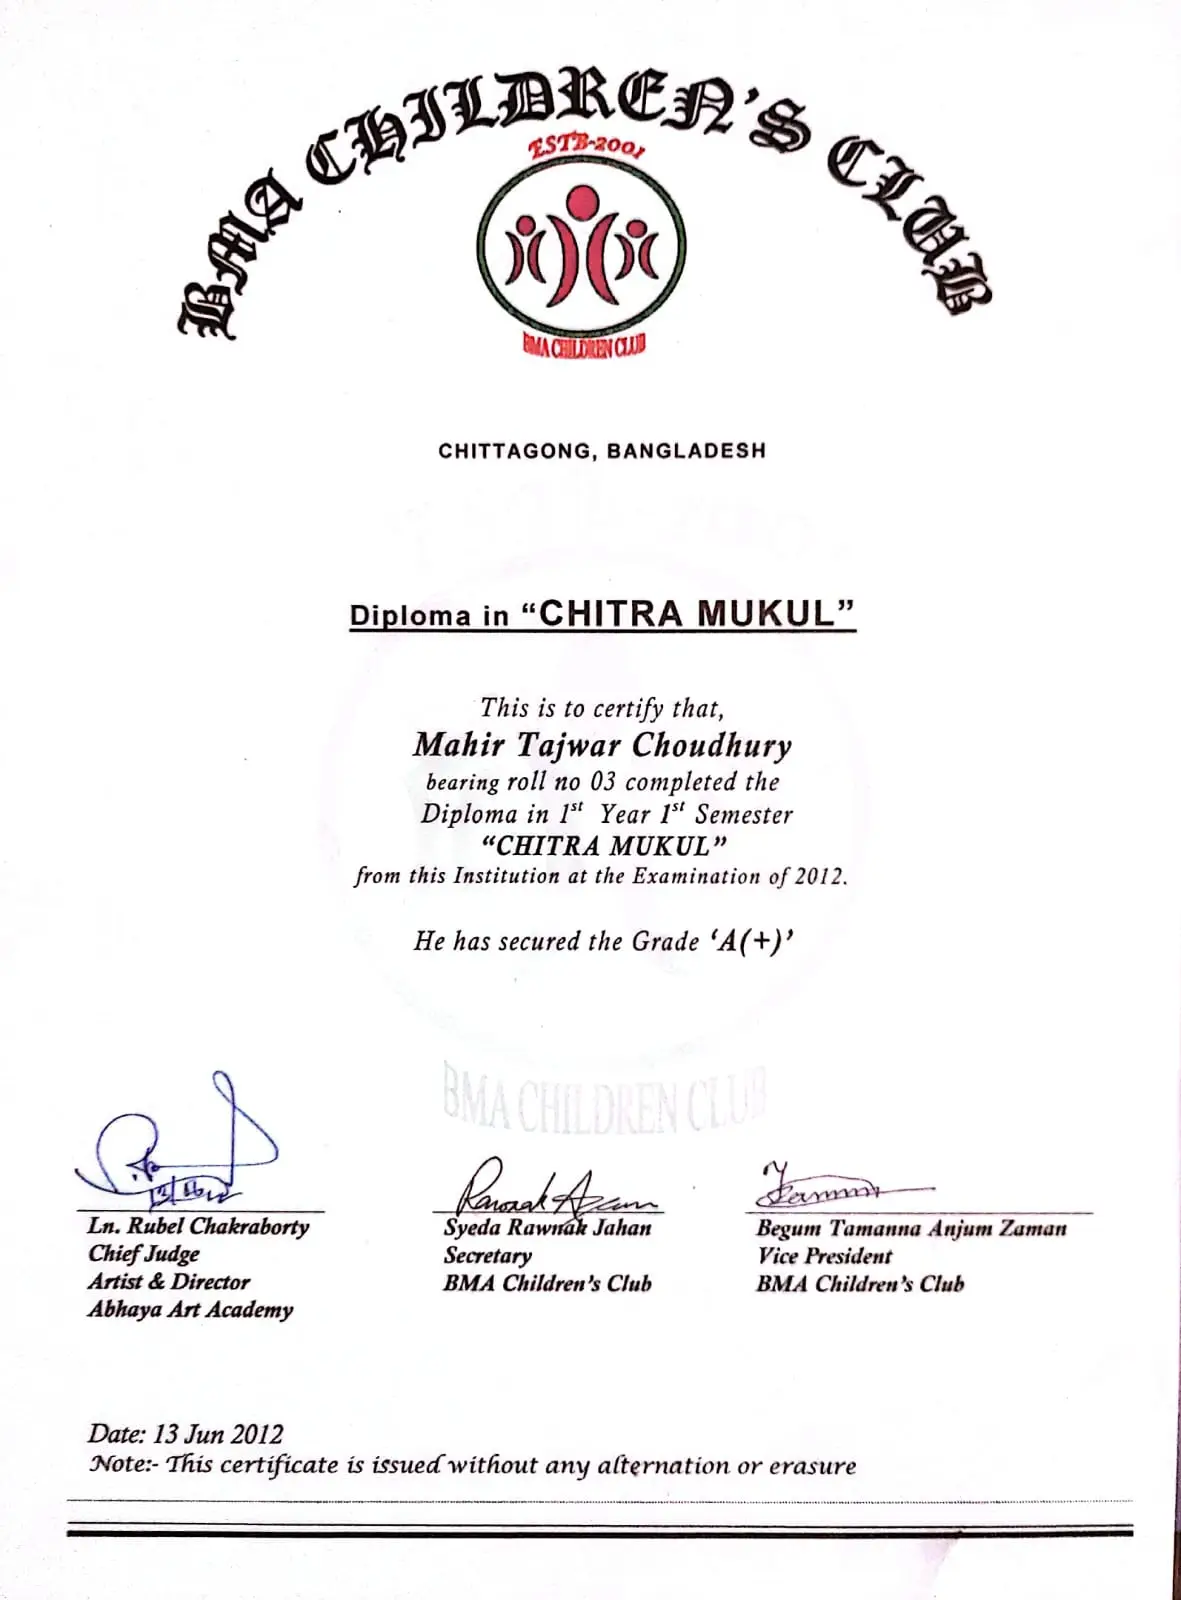 BMA CHILDREN'S CLUB
ESTB-2001
BMA CHILDREN CLUB
CHITTAGONG, BANGLADESH
Diploma in “CHITRA MUKUL”
This is to certify that,
Mahir Tajwar Choudhury
bearing roll no 03 completed the
Diploma in 1st Year 1st Semester
“CHITRA MUKUL”
from this Institution at the Examination of 2012.
He has secured the Grade ‘A(+)’
BMA CHILDREN CLUB
Ln. Rubel Chakraborty
Chief Judge
Artist & Director
Abhaya Art Academy
Rawnak Azam
Syeda Rawnak Jahan
Secretary
BMA Children's Club
Begum Tamanna Anjum Zaman
Vice President
BMA Children's Club
Date: 13 Jun 2012
Note:- This certificate is issued without any alternation or erasure